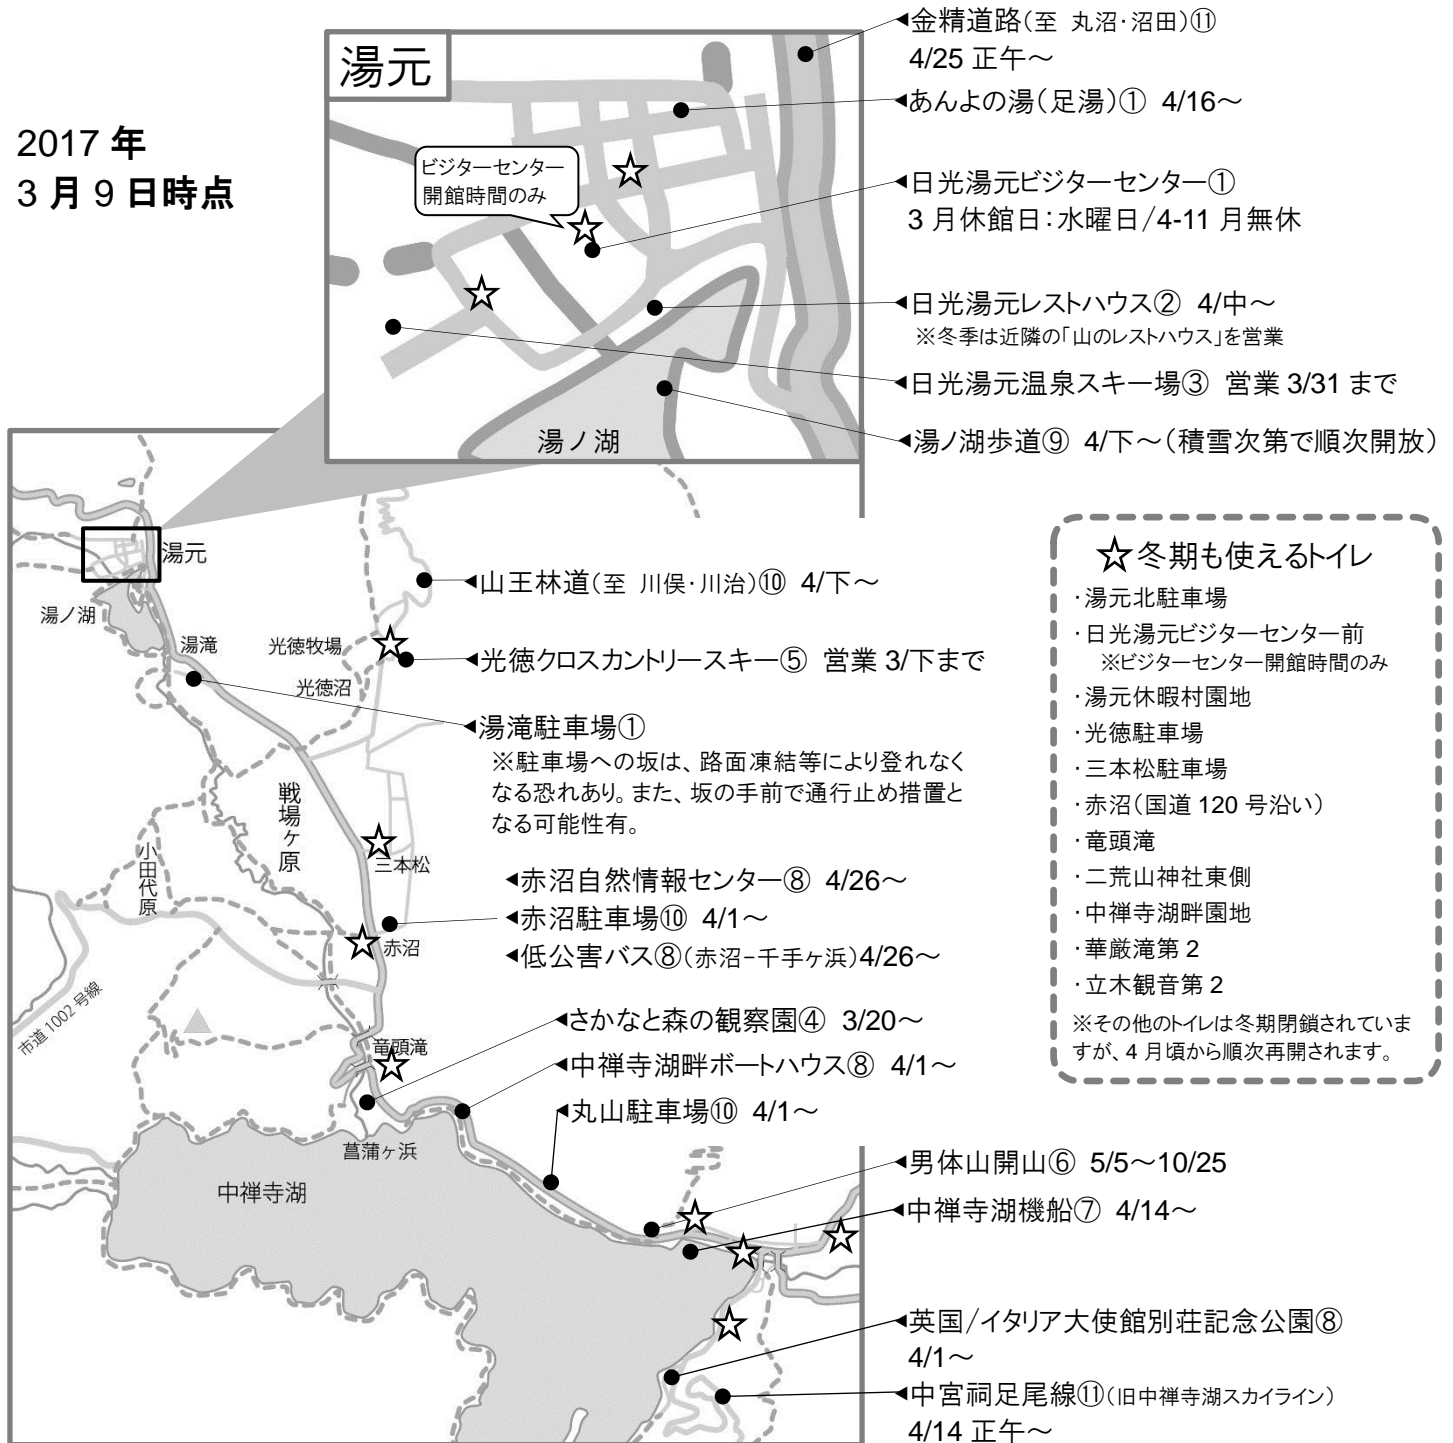 2017 年
3 月 9 日時点
湯元
ビジターセンター
開館時間のみ
湯ノ湖
◀金精道路(至 丸沼・沼田)⑪
4/25 正午～
◀あんよの湯(足湯)① 4/16～
◀日光湯元ビジターセンター①
3 月休館日:水曜日/4-11 月無休
◀日光湯元レストハウス② 4/中～
※冬季は近隣の「山のレストハウス」を営業
◀日光湯元温泉スキー場③ 営業 3/31 まで
◀湯ノ湖歩道⑨ 4/下～(積雪次第で順次開放)
湯元
湯ノ湖
湯滝
光徳牧場
光徳沼
戦場ヶ原
小田代原
三本松
赤沼
市道1002号線
竜頭滝
菖蒲ヶ浜
中禅寺湖
◀山王林道(至 川俣・川治)⑩ 4/下～
◀光徳クロスカントリースキー⑤ 営業 3/下まで
◀湯滝駐車場①
※駐車場への坂は、路面凍結等により登れなく
なる恐れあり。また、坂の手前で通行止め措置と
なる可能性有。
◀赤沼自然情報センター⑧ 4/26～
◀赤沼駐車場⑩ 4/1～
◀低公害バス⑧(赤沼-千手ヶ浜)4/26～
◀さかなと森の観察園④ 3/20～
◀中禅寺湖畔ボートハウス⑧ 4/1～
◀丸山駐車場⑩ 4/1～
◀男体山開山⑥ 5/5～10/25
◀中禅寺湖機船⑦ 4/14～
◀英国/イタリア大使館別荘記念公園⑧
4/1～
◀中宮祠足尾線⑪(旧中禅寺湖スカイライン)
4/14 正午～
☆冬期も使えるトイレ
・湯元北駐車場
・日光湯元ビジターセンター前
※ビジターセンター開館時間のみ
・湯元休暇村園地
・光徳駐車場
・三本松駐車場
・赤沼(国道 120 号沿い)
・竜頭滝
・二荒山神社東側
・中禅寺湖畔園地
・華厳滝第 2
・立木観音第 2
※その他のトイレは冬期閉鎖されていま
すが、4 月頃から順次再開されます。